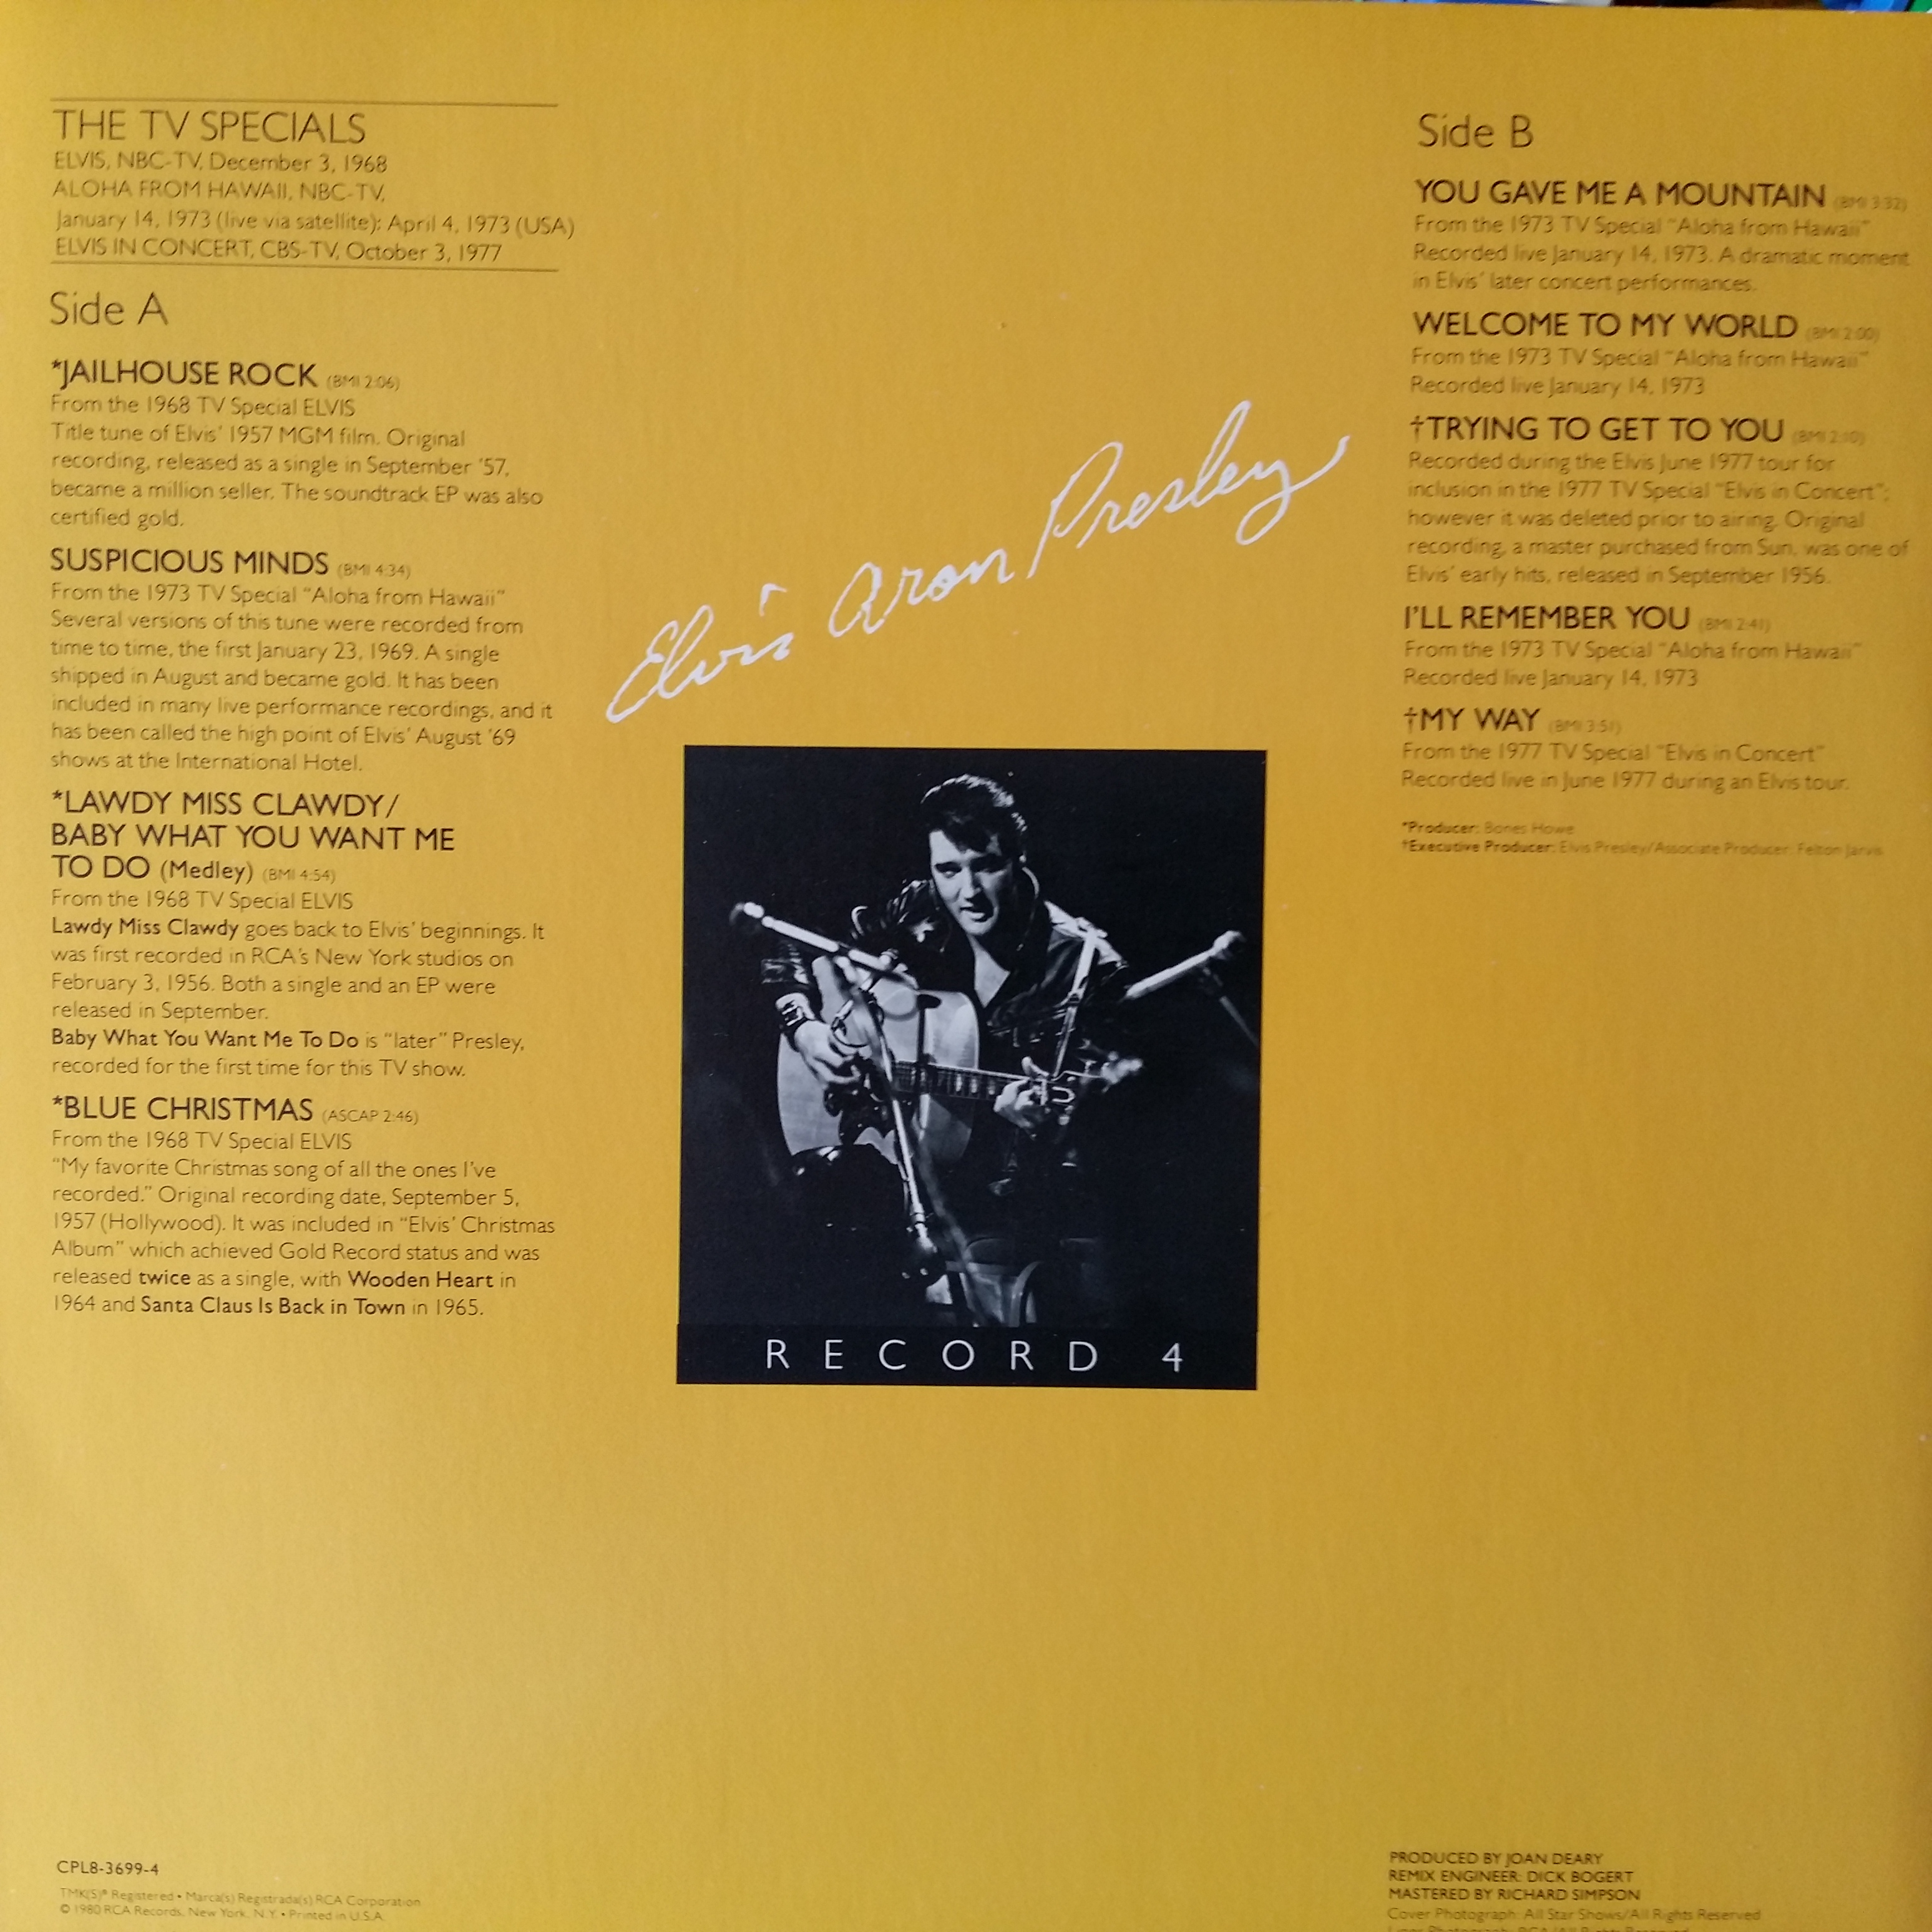 THE TV SPECIALS
ELVIS, NBC-TV, December 3, 1968
ALOHA FROM HAWAII, NBC-TV,
January 14, 1973 (live via satellite); April 4, 1973 (USA)
ELVIS IN CONCERT, CBS-TV, October 3, 1977
Side A
*JAILHOUSE ROCK (BMI 2:06)
From the 1968 TV Special ELVIS
Title tune of Elvis' 1957 MGM film. Original
recording, released as a single in September '57,
became a million seller. The soundtrack EP was also
certified gold.
SUSPICIOUS MINDS (BMI 4:34)
From the 1973 TV Special "Aloha from Hawaii"
Several versions of this tune were recorded from
time to time, the first January 23, 1969. A single
shipped in August and became gold. It has been
included in many live performance recordings, and it
has been called the high point of Elvis' August '69
shows at the International Hotel.
*LAWDY MISS CLAWDY/
BABY WHAT YOU WANT ME
TO DO (Medley) (BMI 4:54)
From the 1968 TV Special ELVIS
Lawdy Miss Clawdy goes back to Elvis' beginnings. It
was first recorded in RCA's New York studios on
February 3, 1956. Both a single and an EP were
released in September.
Baby What You Want Me To Do is "later" Presley,
recorded for the first time for this TV show.
*BLUE CHRISTMAS (ASCAP 2:46)
From the 1968 TV Special ELVIS
"My favorite Christmas song of all the ones I've
recorded." Original recording date, September 5,
1957 (Hollywood). It was included in "Elvis' Christmas
Album" which achieved Gold Record status and was
released twice as a single, with Wooden Heart in
1964 and Santa Claus Is Back in Town in 1965.
CPL8-3699-4
TMK(S)® Registered • Marca(s) Registrada(s) RCA Corporation
© 1980 RCA Records, New York, N.Y. • Printed in U.S.A.
Elvis Aron Presley
RECORD 4
Side B
YOU GAVE ME A MOUNTAIN (BMI 3:32)
From the 1973 TV Special "Aloha from Hawaii"
Recorded live January 14, 1973. A dramatic moment
in Elvis' later concert performances.
WELCOME TO MY WORLD (BMI 2:00)
From the 1973 TV Special "Aloha from Hawaii"
Recorded live January 14, 1973
†TRYING TO GET TO YOU (BMI 2:10)
Recorded during the Elvis June 1977 tour for
inclusion in the 1977 TV Special "Elvis in Concert";
however it was deleted prior to airing. Original
recording, a master purchased from Sun, was one of
Elvis' early hits, released in September 1956.
I'LL REMEMBER YOU (BMI 2:41)
From the 1973 TV Special "Aloha from Hawaii"
Recorded live January 14, 1973
†MY WAY (BMI 3:51)
From the 1977 TV Special "Elvis in Concert"
Recorded live in June 1977 during an Elvis tour.
*Producer: Bones Howe
†Executive Producer: Elvis Presley/Associate Producer: Felton Jarvis
PRODUCED BY JOAN DEARY
REMIX ENGINEER: DICK BOGERT
MASTERED BY RICHARD SIMPSON
Cover Photograph: All Star Shows/All Rights Reserved